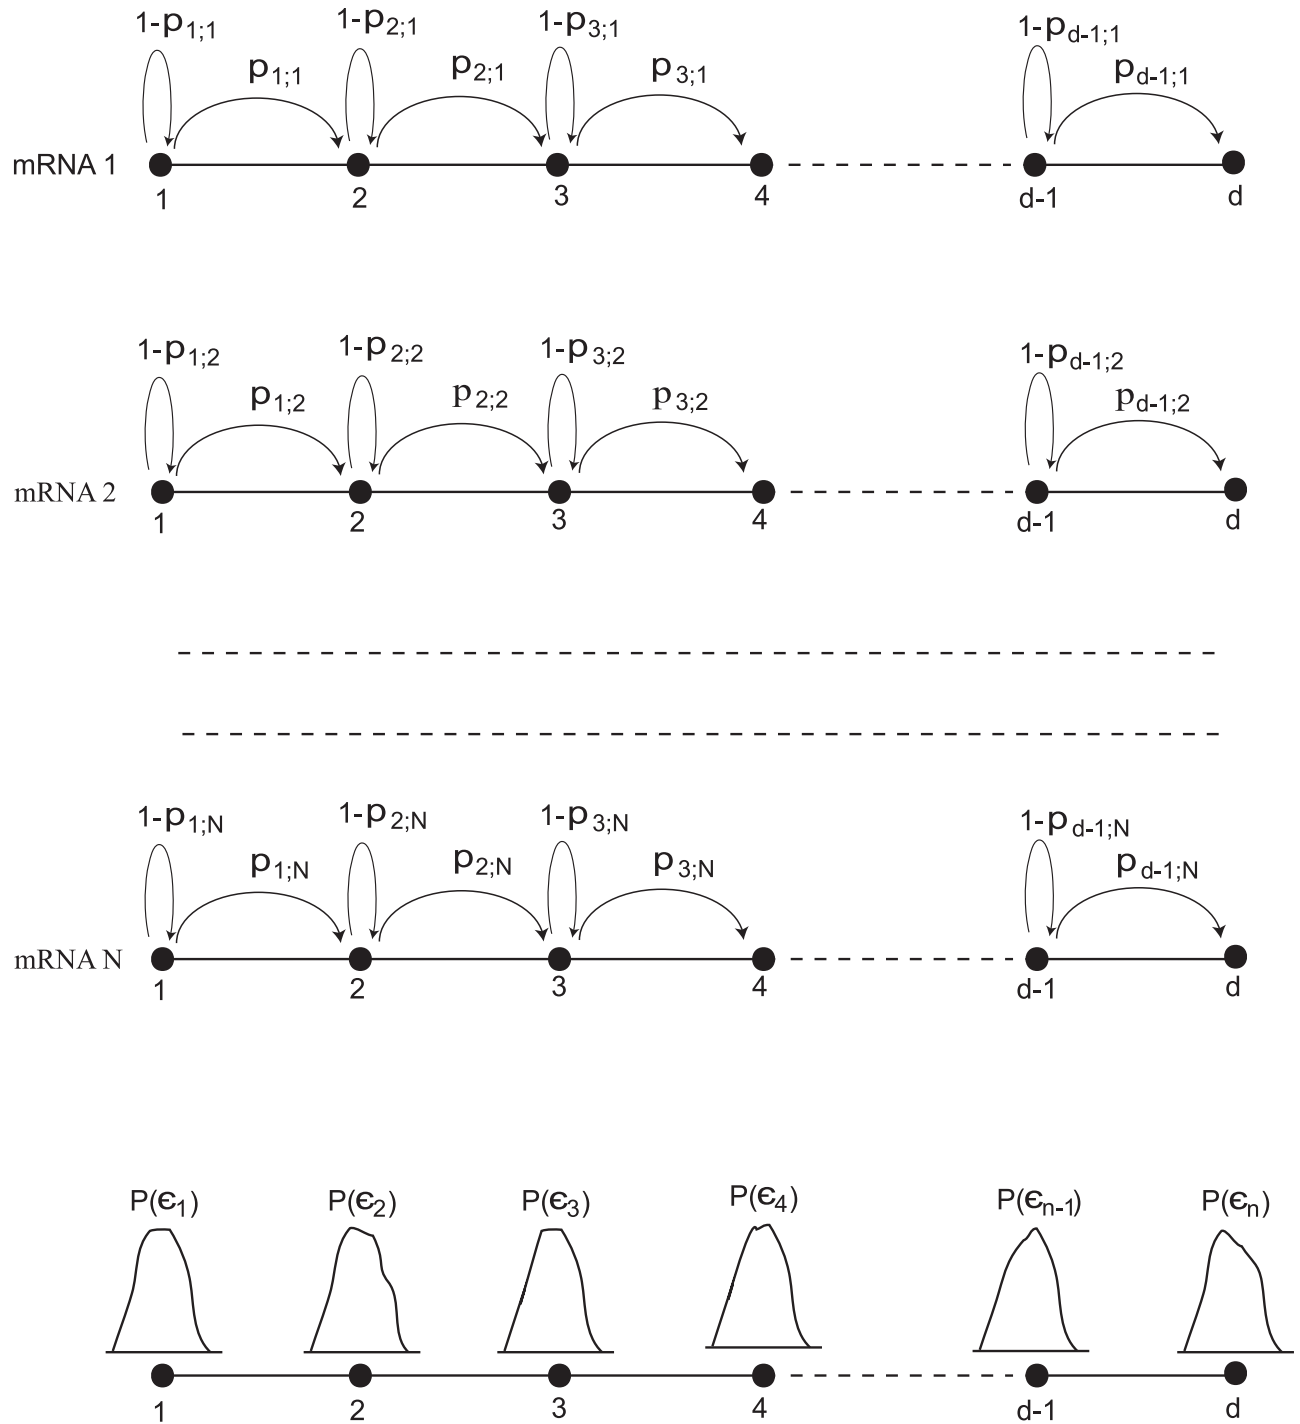 1-p1;1 1-p2;1 1-p3;1 1-pd-1;1
p1;1 p2;1 p3;1 pd-1;1
mRNA 1
1 2 3 4 d-1 d
1-p1;2 1-p2;2 1-p3;2 1-pd-1;2
p1;2 p2;2 p3;2 pd-1;2
mRNA 2
1 2 3 4 d-1 d
1-p1;N 1-p2;N 1-p3;N 1-pd-1;N
p1;N p2;N p3;N pd-1;N
mRNA N
1 2 3 4 d-1 d
P(ϵ1) P(ϵ2) P(ϵ3) P(ϵ4) P(ϵn-1) P(ϵn)
1 2 3 4 d-1 d